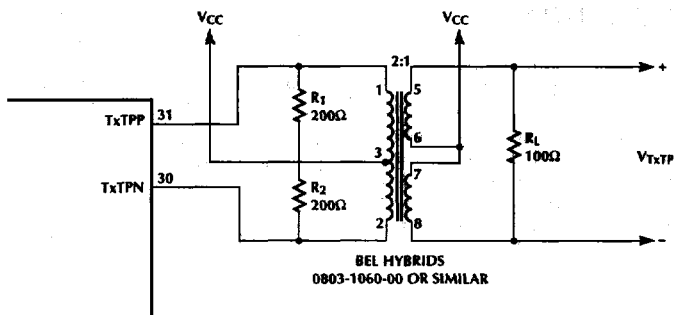 VCC
VCC
2:1
TxTPP
31
TxTPN
30
R1
200Ω
R2
200Ω
1
3
2
5
6
7
8
RL
100Ω
+
VTxTP
−
BEL HYBRIDS
0803-1060-00 OR SIMILAR